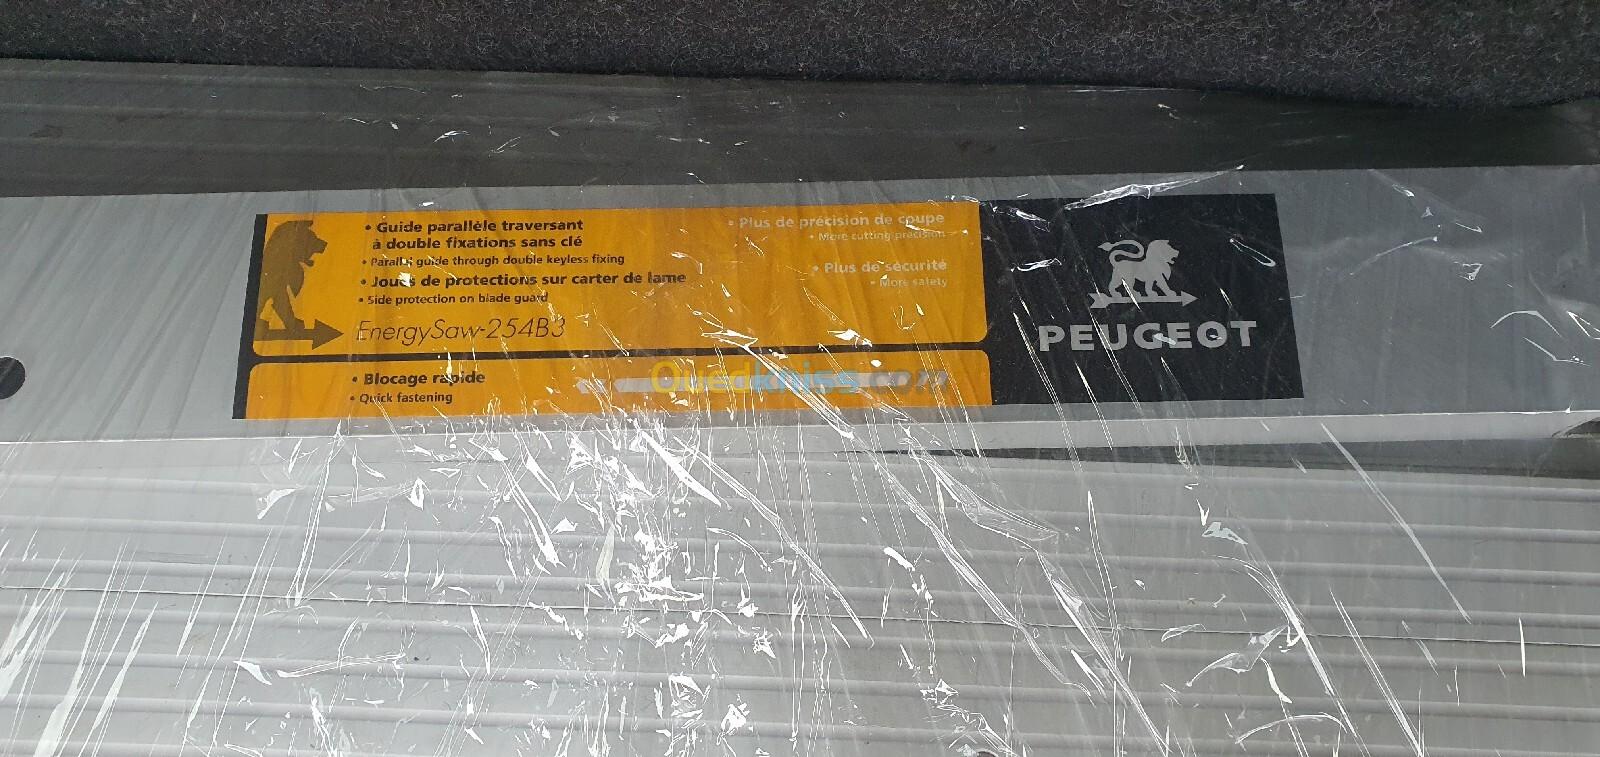 • Guide parallèle traversant
à double fixations sans clé
• Parallel guide through double keyless fixing
• Joues de protections sur carter de lame
• Side protection on blade guard
EnergySaw-254B3
• Plus de précision de coupe
• More cutting precision
• Plus de sécurité
• More safety
• Blocage rapide
• Quick fastening
Ouedkniss.com
PEUGEOT